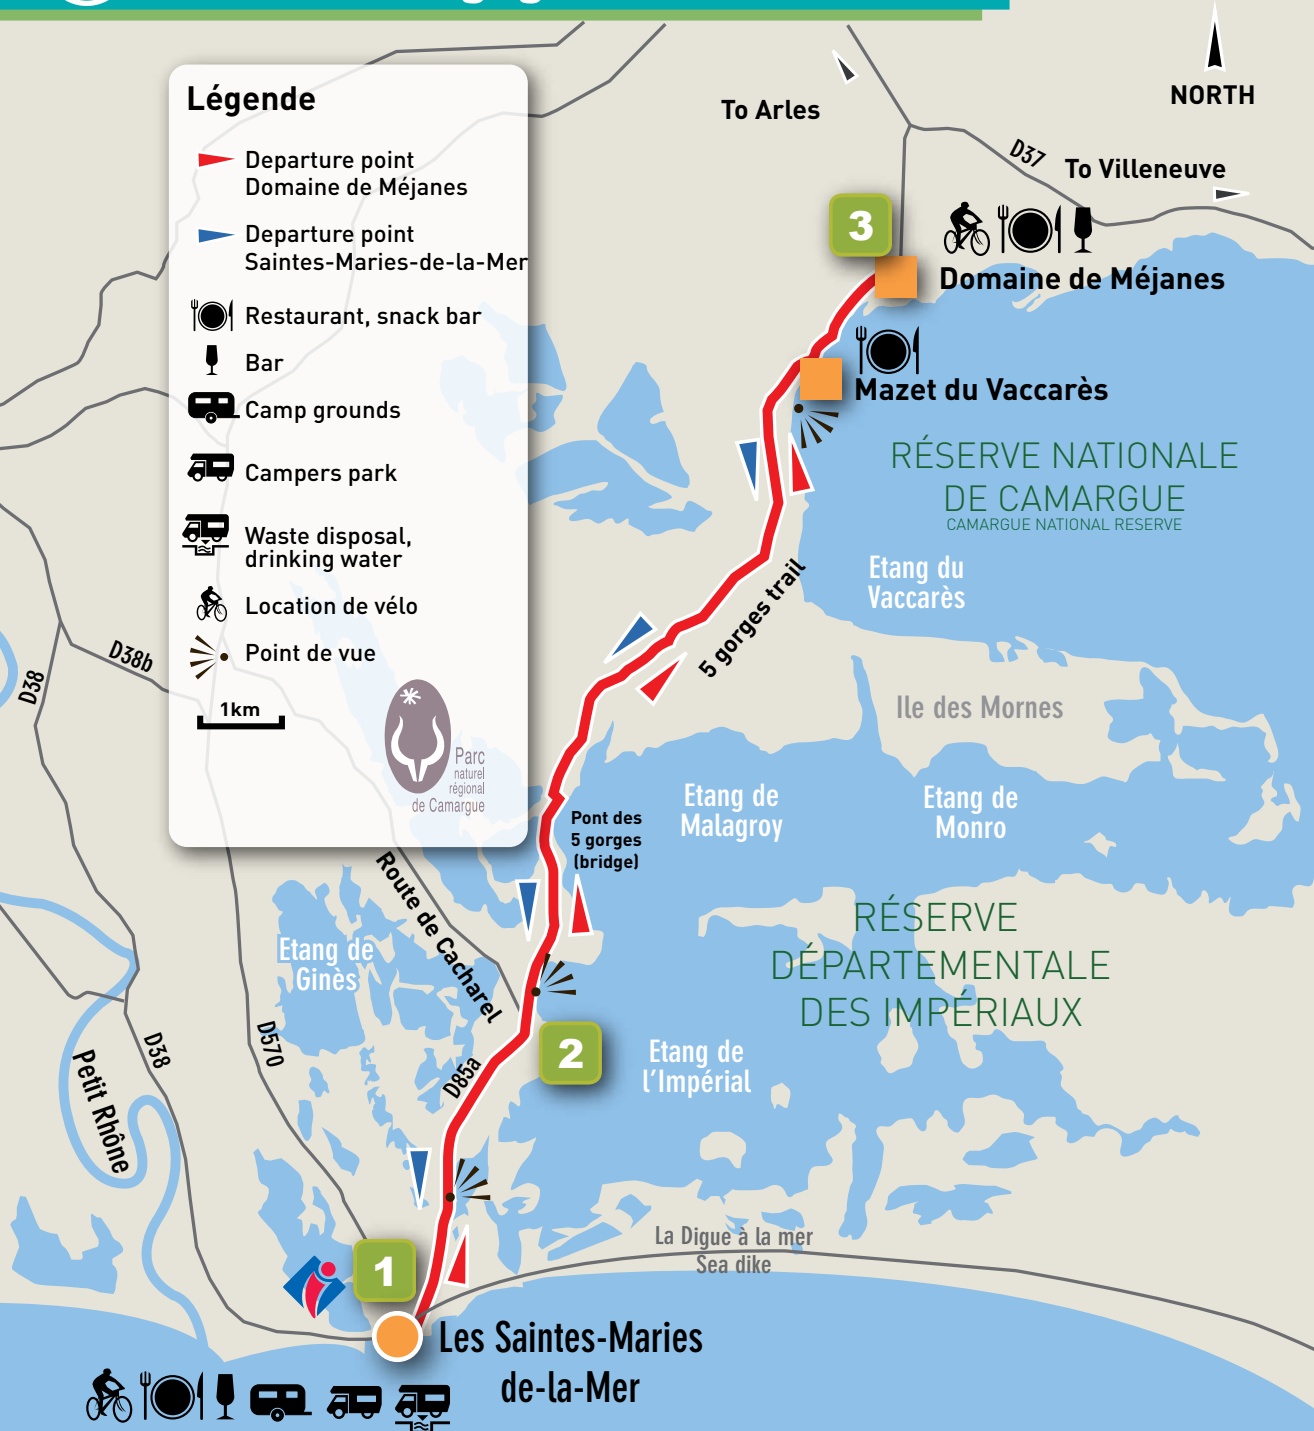 Légende
Departure point
Domaine de Méjanes
Departure point
Saintes-Maries-de-la-Mer
Restaurant, snack bar
Bar
Camp grounds
Campers park
Waste disposal,
drinking water
Location de vélo
Point de vue
1km
Parc
naturel
régional
de Camargue
To Arles
NORTH
D37
To Villeneuve
3
Domaine de Méjanes
Mazet du Vaccarès
RÉSERVE NATIONALE
DE CAMARGUE
CAMARGUE NATIONAL RESERVE
Etang du
Vaccarès
5 gorges trail
D38b
D38
Ile des Mornes
Etang de
Malagroy
Etang de
Monro
Pont des
5 gorges
(bridge)
Route de Cacharel
RÉSERVE
DÉPARTEMENTALE
DES IMPÉRIAUX
Etang de
Ginès
2
Etang de
l'Impérial
D85a
D570
D38
Petit Rhône
La Digue à la mer
Sea dike
1
Les Saintes-Maries
de-la-Mer